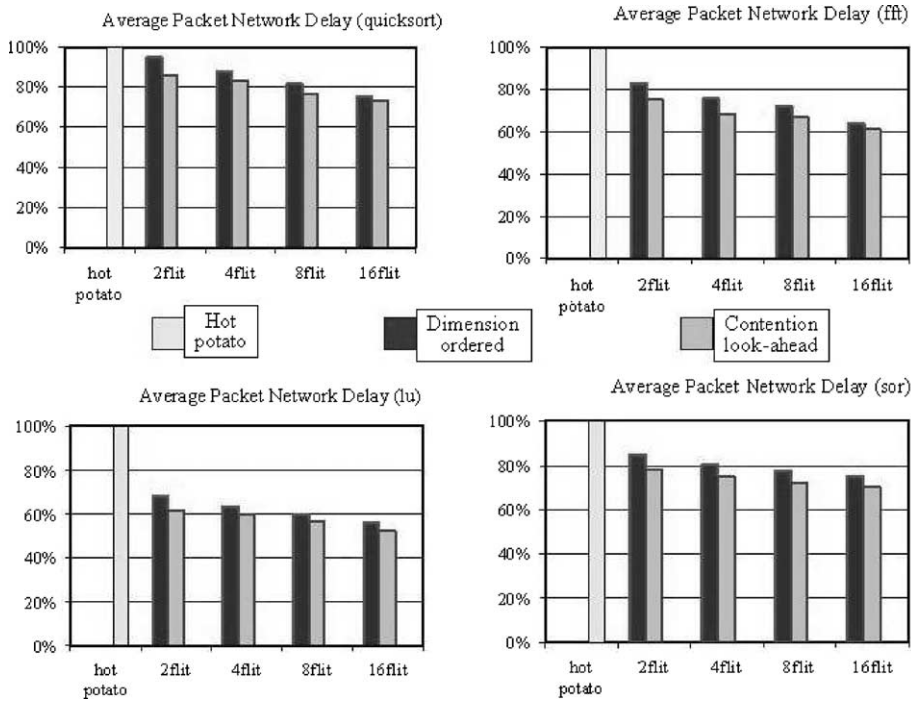 Average Packet Network Delay (quicksort)
100%
80%
60%
40%
20%
0%
hot
potato
2flit
4flit
8flit
16flit
Average Packet Network Delay (fft)
100%
80%
60%
40%
20%
0%
hot
potato
2flit
4flit
8flit
16flit
Hot
potato
Dimension
ordered
Contention
look-ahead
Average Packet Network Delay (lu)
100%
80%
60%
40%
20%
0%
hot
potato
2flit
4flit
8flit
16flit
Average Packet Network Delay (sor)
100%
80%
60%
40%
20%
0%
hot
potato
2flit
4flit
8flit
16flit